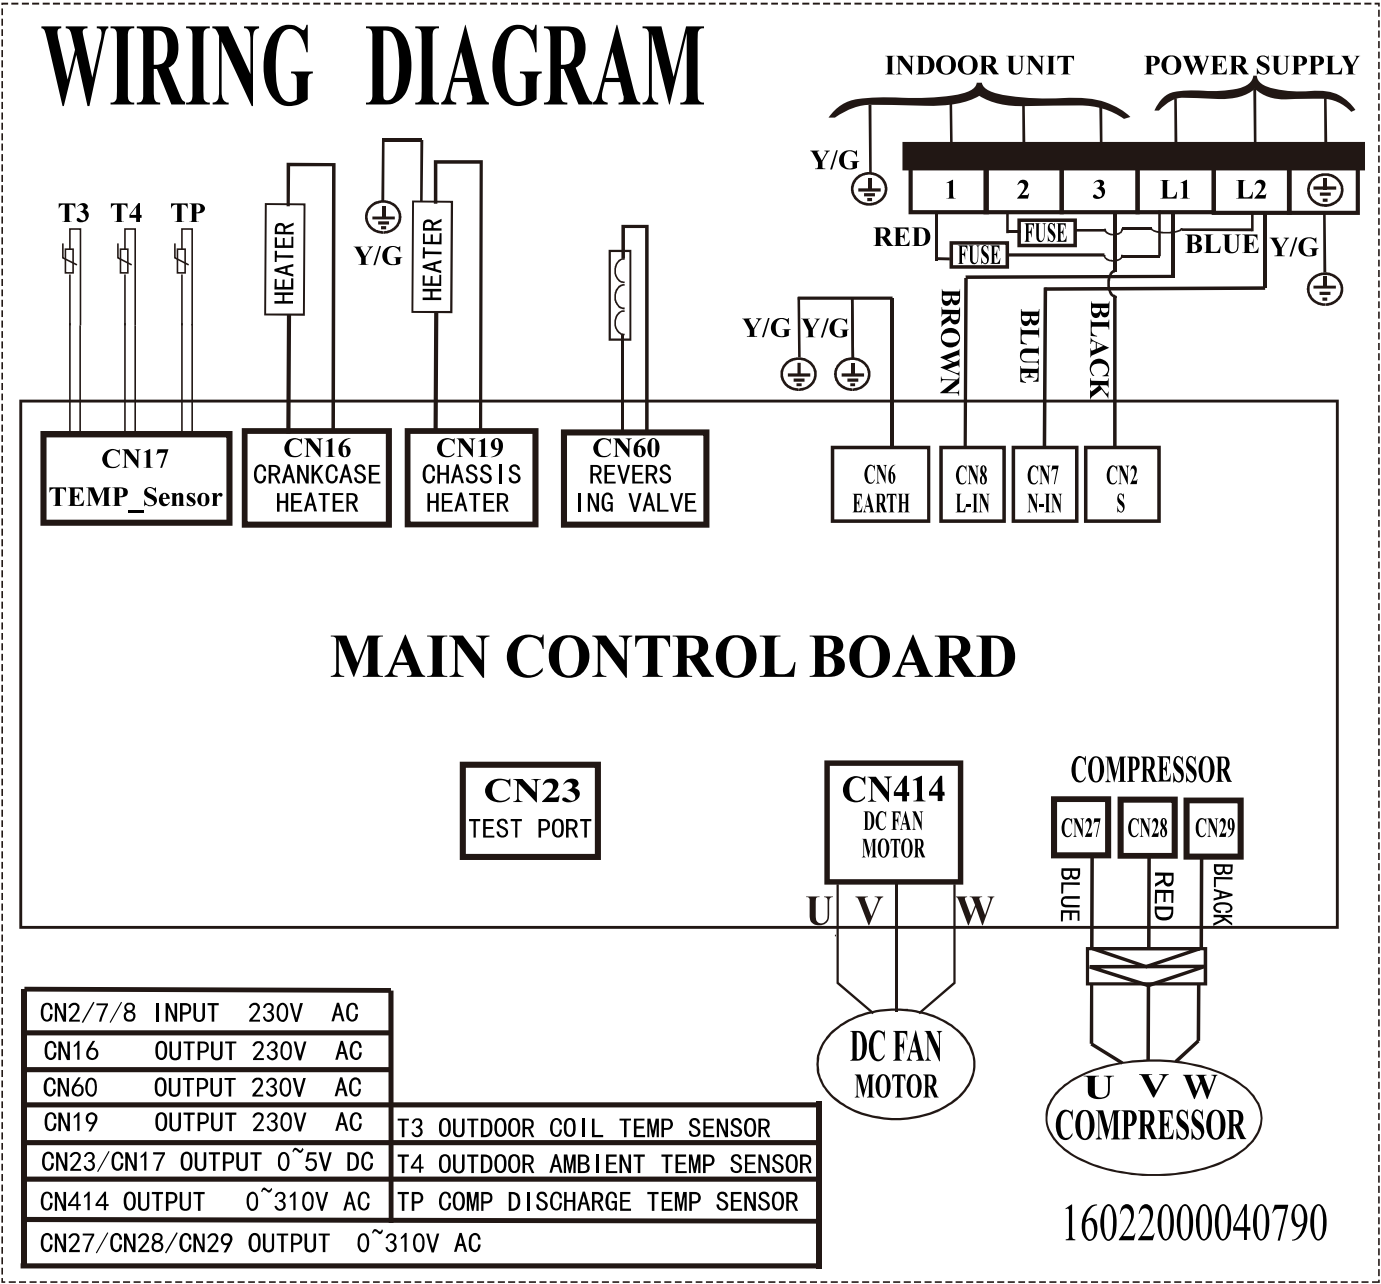 WIRING DIAGRAM
INDOOR UNIT
POWER SUPPLY
Y/G
1
2
3
L1
L2
RED
FUSE
FUSE
BLUE
Y/G
T3
T4
TP
HEATER
Y/G
HEATER
Y/G
Y/G
BROWN
BLUE
BLACK
CN17
TEMP_Sensor
CN16
CRANKCASE
HEATER
CN19
CHASSIS
HEATER
CN60
REVERS
ING VALVE
CN6
EARTH
CN8
L-IN
CN7
N-IN
CN2
S
MAIN CONTROL BOARD
CN23
TEST PORT
CN414
DC FAN
MOTOR
COMPRESSOR
CN27
CN28
CN29
BLUE
RED
BLACK
U V W
DC FAN
MOTOR
U V W
COMPRESSOR
CN2/7/8 INPUT 230V AC
CN16 OUTPUT 230V AC
CN60 OUTPUT 230V AC
CN19 OUTPUT 230V AC
T3 OUTDOOR COIL TEMP SENSOR
CN23/CN17 OUTPUT 0~5V DC
T4 OUTDOOR AMBIENT TEMP SENSOR
CN414 OUTPUT 0~310V AC
TP COMP DISCHARGE TEMP SENSOR
CN27/CN28/CN29 OUTPUT 0~310V AC
16022000040790